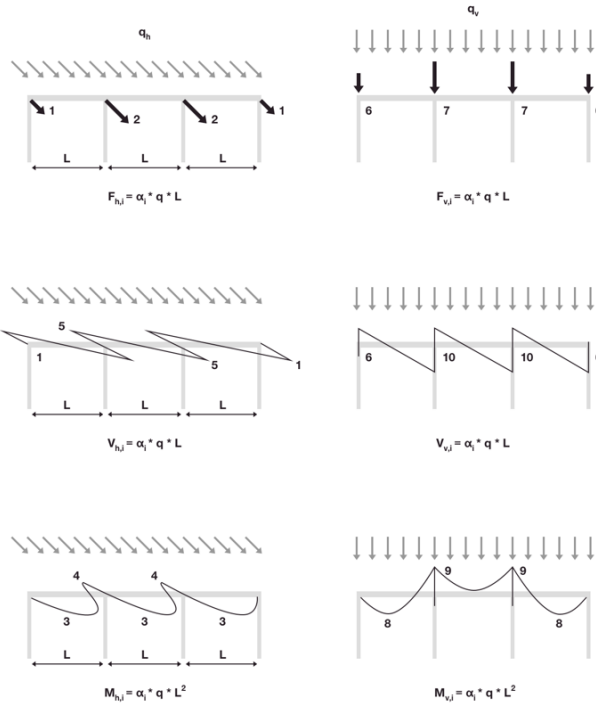 q_h
q_v
1 2 2 1
6 7 7
L L L
F_h,i = α_i * q * L
F_v,i = α_i * q * L
5
1 5 1
6 10 10
L L L
V_h,i = α_i * q * L
V_v,i = α_i * q * L
4 4
9 9
3 3 3
8 8
L L L
M_h,i = α_i * q * L²
M_v,i = α_i * q * L²